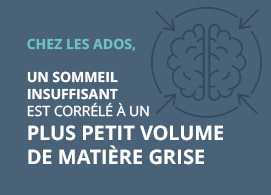 CHEZ LES ADOS,
UN SOMMEIL
INSUFFISANT
EST CORRÉLÉ À UN
PLUS PETIT VOLUME
DE MATIÈRE GRISE